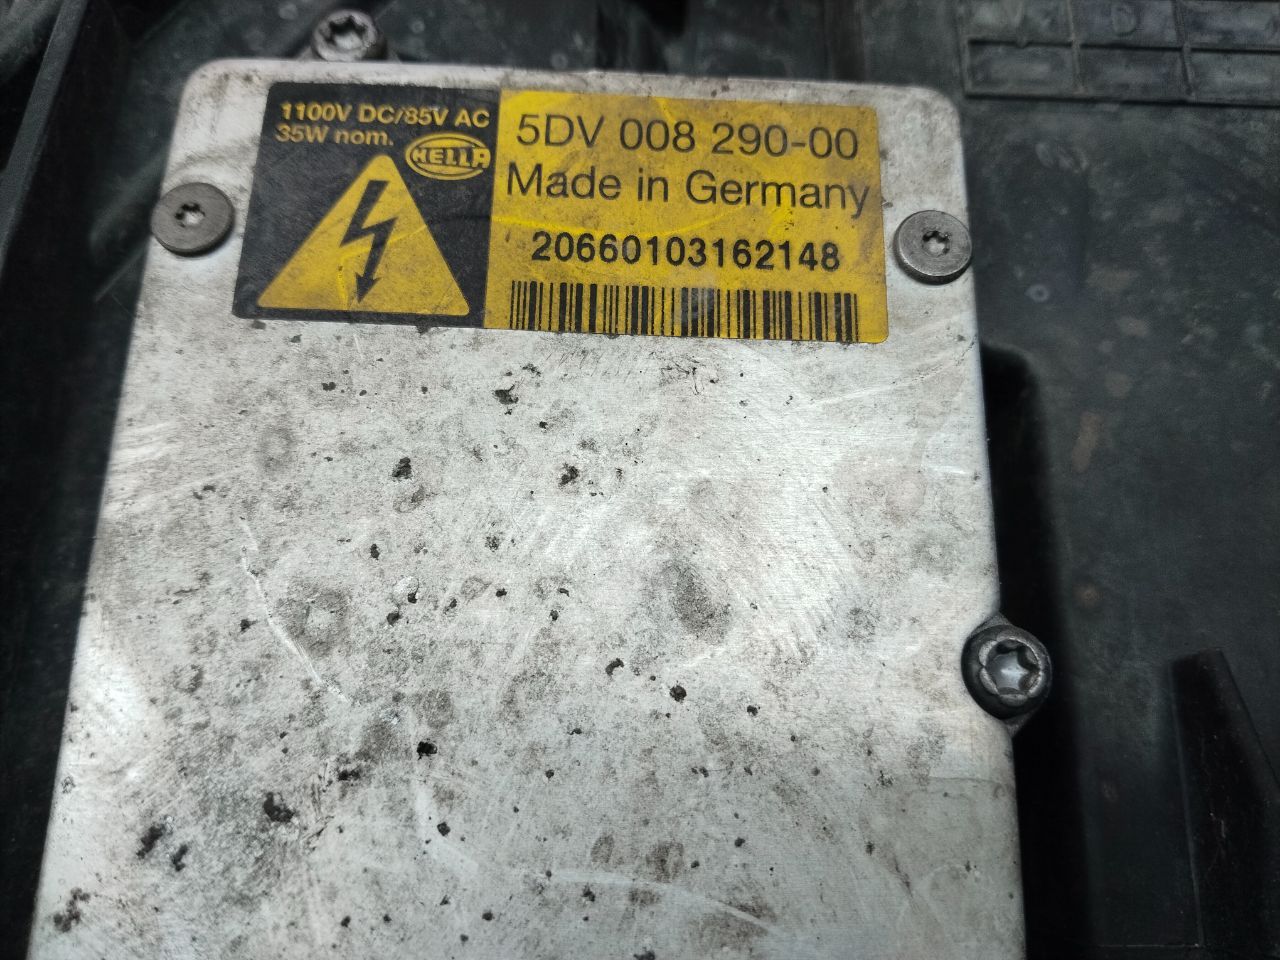 1100V DC/85V AC
35W nom.
HELLA
5DV 008 290-00
Made in Germany
20660103162148